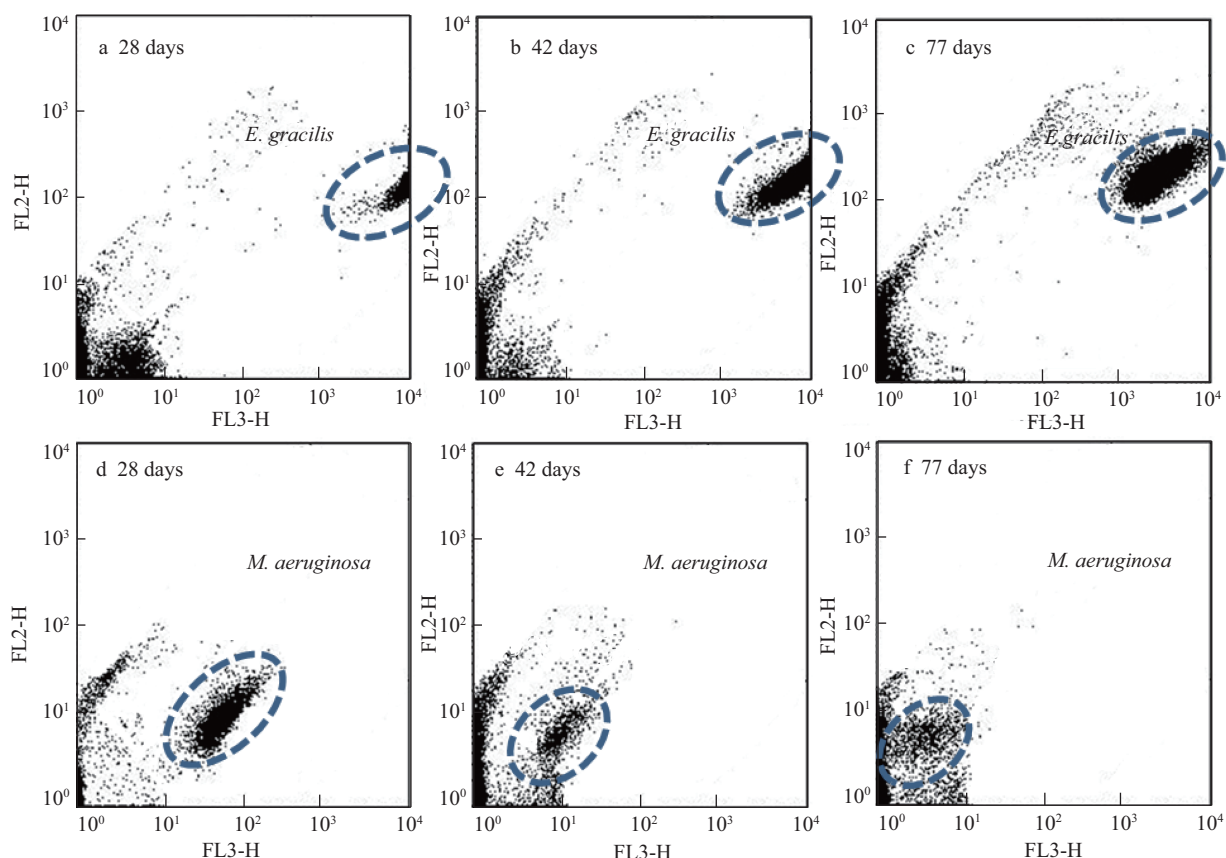 a 28 days
10⁴
10³
10²
10¹
10⁰
FL2-H
E. gracilis
10⁰ 10¹ 10² 10³ 10⁴
FL3-H
b 42 days
10⁴
10³
10²
10¹
10⁰
FL2-H
E. gracilis
10⁰ 10¹ 10² 10³ 10⁴
FL3-H
c 77 days
10⁴
10³
10²
10¹
10⁰
FL2-H
E.gracilis
10⁰ 10¹ 10² 10³ 10⁴
FL3-H
d 28 days
10⁴
10³
10²
10¹
10⁰
FL2-H
M. aeruginosa
10⁰ 10¹ 10² 10³ 10⁴
FL3-H
e 42 days
10⁴
10³
10²
10¹
10⁰
FL2-H
M. aeruginosa
10⁰ 10¹ 10² 10³ 10⁴
FL3-H
f 77 days
10⁴
10³
10²
10¹
10⁰
FL2-H
M. aeruginosa
10⁰ 10¹ 10² 10³ 10⁴
FL3-H